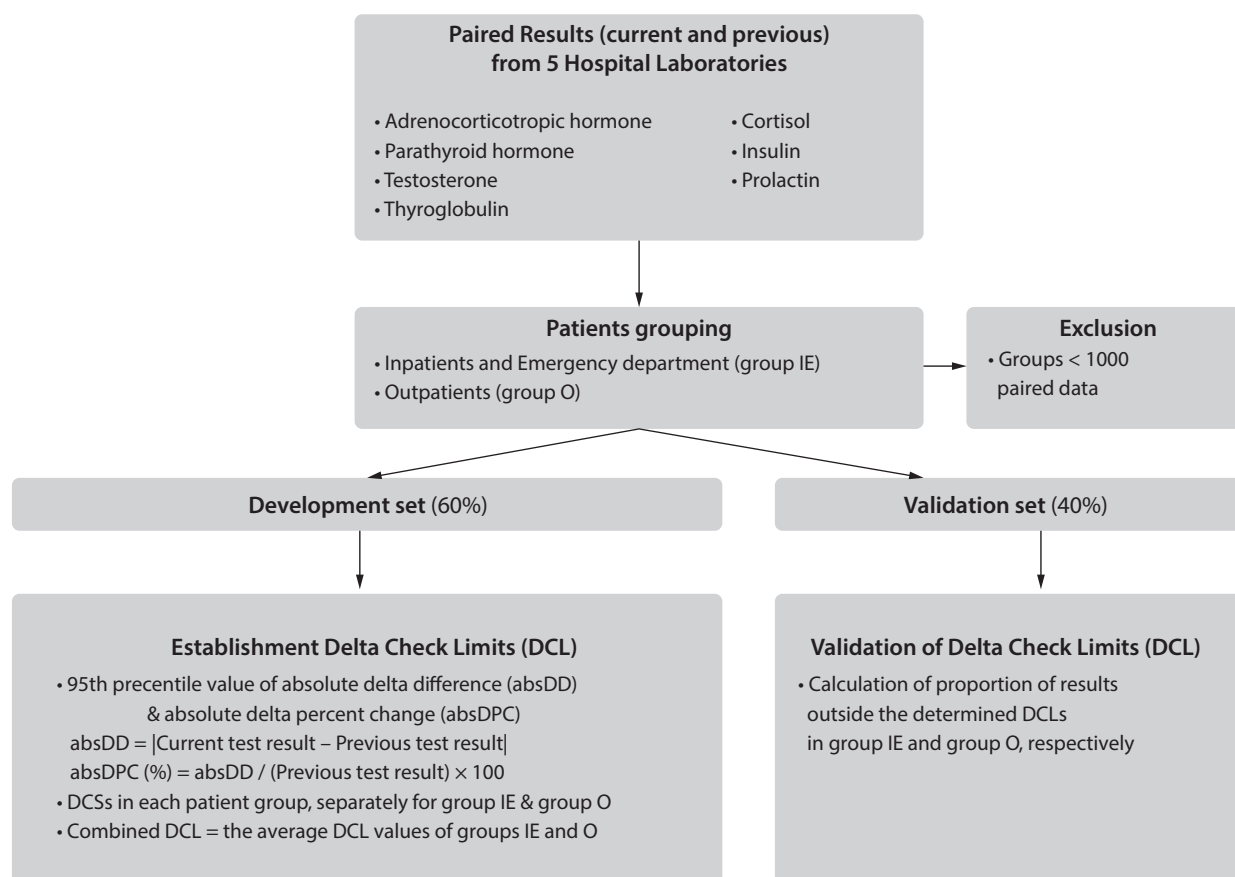 Paired Results (current and previous)
from 5 Hospital Laboratories
• Adrenocorticotropic hormone
• Parathyroid hormone
• Testosterone
• Thyroglobulin
• Cortisol
• Insulin
• Prolactin
Patients grouping
• Inpatients and Emergency department (group IE)
• Outpatients (group O)
Exclusion
• Groups < 1000
paired data
Development set (60%)
Validation set (40%)
Establishment Delta Check Limits (DCL)
• 95th precentile value of absolute delta difference (absDD)
& absolute delta percent change (absDPC)
absDD = |Current test result – Previous test result|
absDPC (%) = absDD / (Previous test result) × 100
• DCSs in each patient group, separately for group IE & group O
• Combined DCL = the average DCL values of groups IE and O
Validation of Delta Check Limits (DCL)
• Calculation of proportion of results
outside the determined DCLs
in group IE and group O, respectively